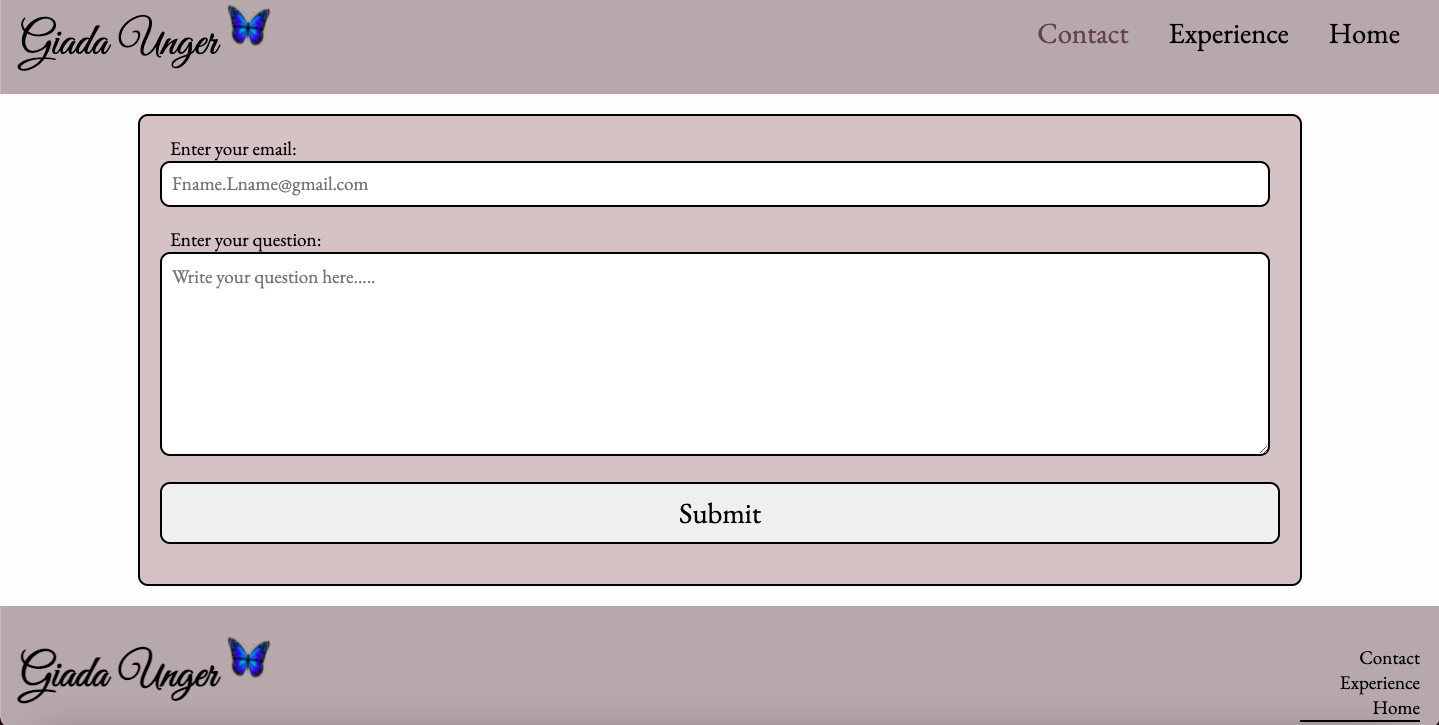 Giada Unger
Contact Experience Home
Enter your email:
Fname.Lname@gmail.com
Enter your question:
Write your question here.....
Submit
Giada Unger
Contact
Experience
Home